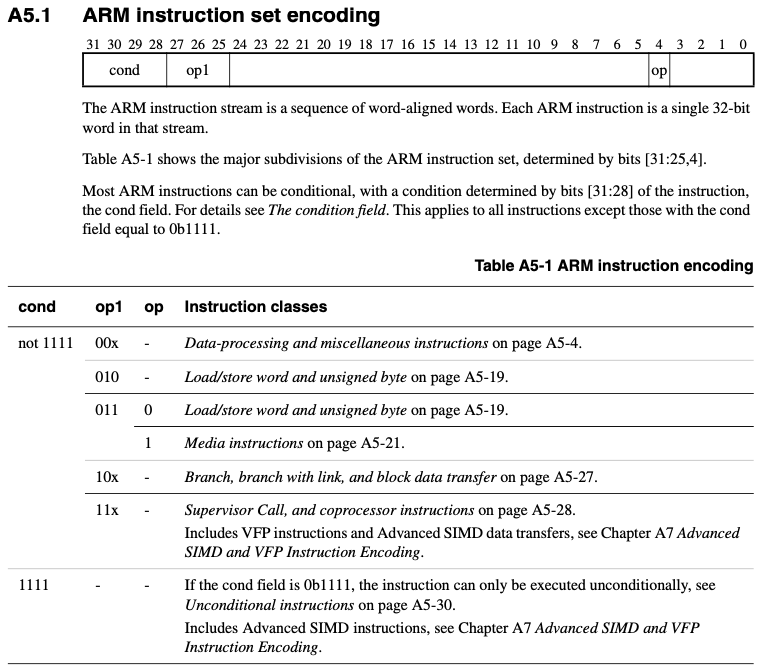 A5.1 ARM instruction set encoding
31 30 29 28 27 26 25 24 23 22 21 20 19 18 17 16 15 14 13 12 11 10 9 8 7 6 5 4 3 2 1 0
cond op1 op
The ARM instruction stream is a sequence of word-aligned words. Each ARM instruction is a single 32-bit
word in that stream.
Table A5-1 shows the major subdivisions of the ARM instruction set, determined by bits [31:25,4].
Most ARM instructions can be conditional, with a condition determined by bits [31:28] of the instruction,
the cond field. For details see The condition field. This applies to all instructions except those with the cond
field equal to 0b1111.
Table A5-1 ARM instruction encoding
cond op1 op Instruction classes
not 1111 00x - Data-processing and miscellaneous instructions on page A5-4.
010 - Load/store word and unsigned byte on page A5-19.
011 0 Load/store word and unsigned byte on page A5-19.
1 Media instructions on page A5-21.
10x - Branch, branch with link, and block data transfer on page A5-27.
11x - Supervisor Call, and coprocessor instructions on page A5-28.
Includes VFP instructions and Advanced SIMD data transfers, see Chapter A7 Advanced
SIMD and VFP Instruction Encoding.
1111 - - If the cond field is 0b1111, the instruction can only be executed unconditionally, see
Unconditional instructions on page A5-30.
Includes Advanced SIMD instructions, see Chapter A7 Advanced SIMD and VFP
Instruction Encoding.